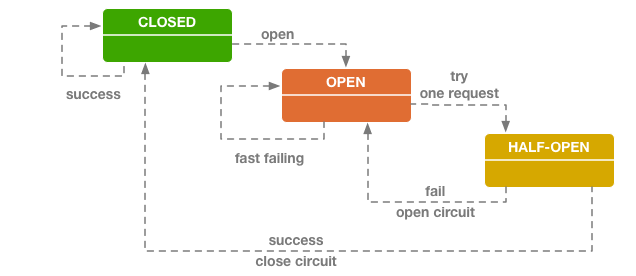 CLOSED
open
success
OPEN
try
one request
fast failing
HALF-OPEN
fail
open circuit
success
close circuit